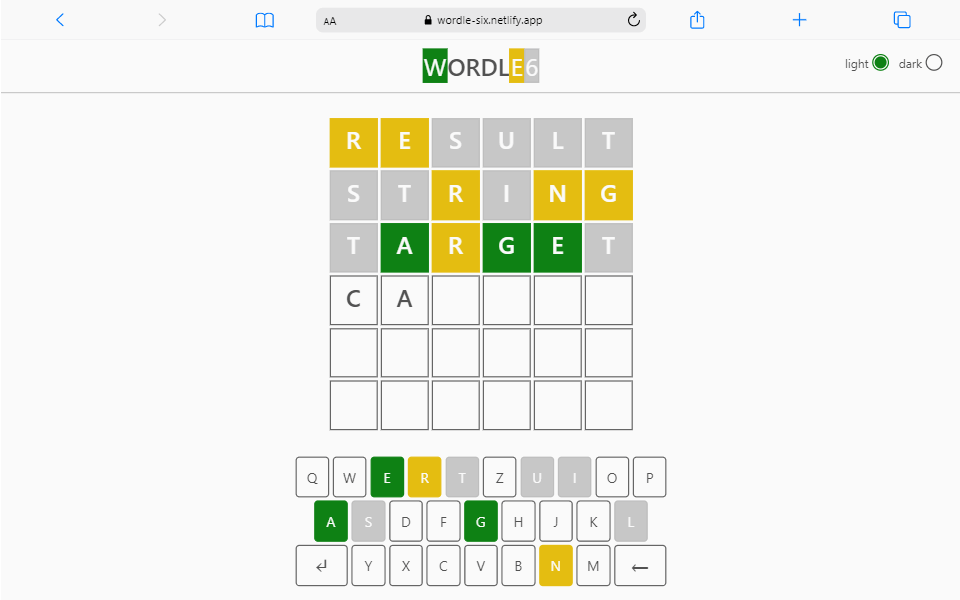 AA wordle-six.netlify.app
WORDLE6
light dark
R E S U L T
S T R I N G
T A R G E T
C A
Q W E R T Z U I O P
A S D F G H J K L
↵ Y X C V B N M ←